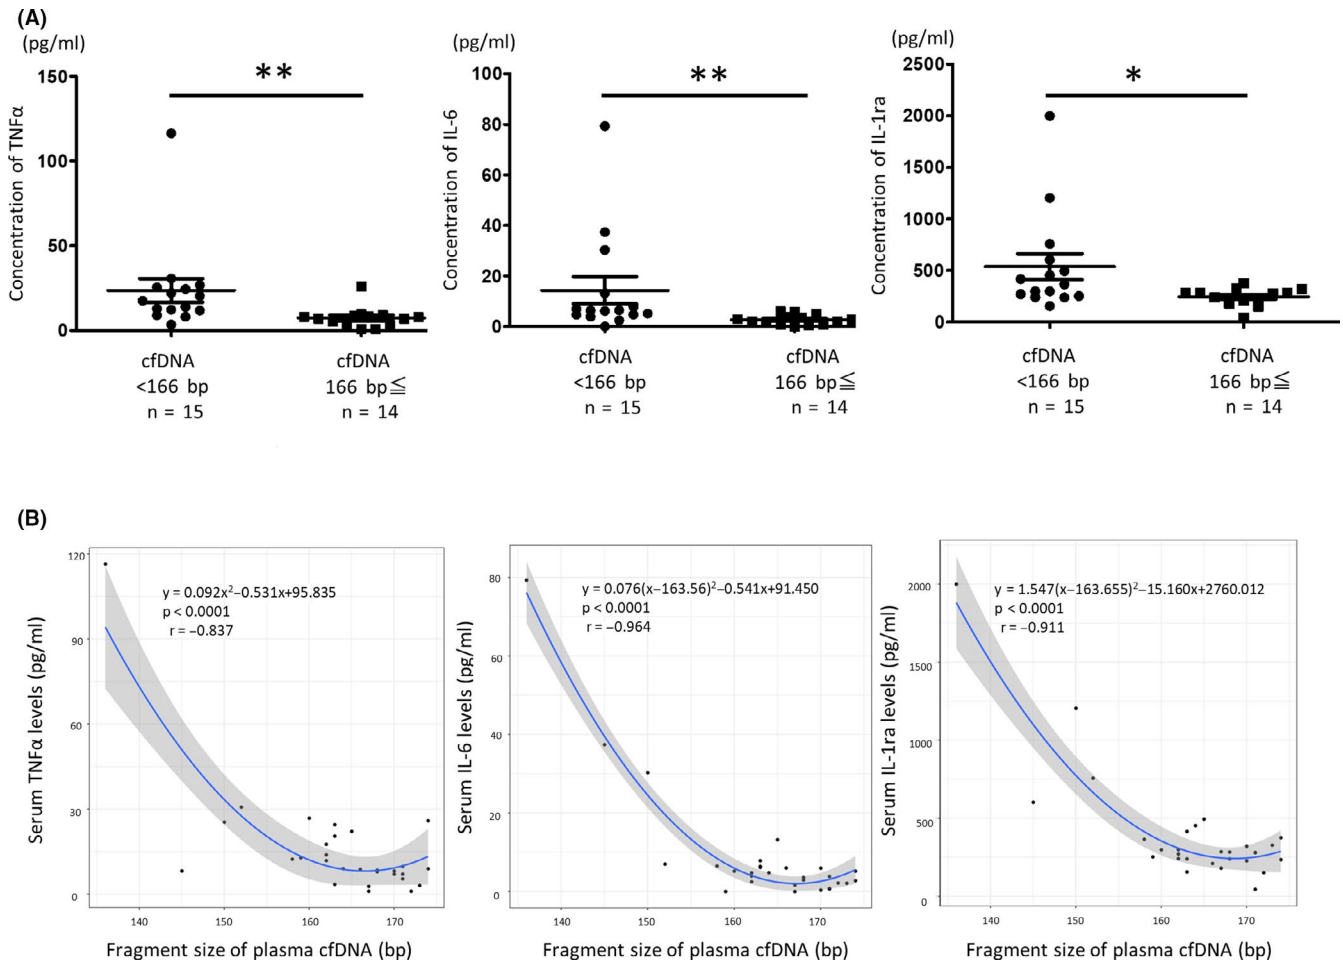 (A)
(pg/ml)
Concentration of TNFα
150
100
50
0
**
cfDNA
<166 bp
n = 15
cfDNA
166 bp≦
n = 14
(pg/ml)
Concentration of IL-6
100
80
60
40
20
0
**
cfDNA
<166 bp
n = 15
cfDNA
166 bp≦
n = 14
(pg/ml)
Concentration of IL-1ra
2500
2000
1500
1000
500
0
*
cfDNA
<166 bp
n = 15
cfDNA
166 bp≦
n = 14
(B)
Serum TNFα levels (pg/ml)
120
90
60
30
0
y = 0.092x²−0.531x+95.835
p < 0.0001
r = −0.837
140 150 160 170
Fragment size of plasma cfDNA (bp)
Serum IL-6 levels (pg/ml)
80
60
40
20
0
y = 0.076(x−163.56)²−0.541x+91.450
p < 0.0001
r = −0.964
140 150 160 170
Fragment size of plasma cfDNA (bp)
Serum IL-1ra levels (pg/ml)
2000
1500
1000
500
0
y = 1.547(x−163.655)²−15.160x+2760.012
p < 0.0001
r = −0.911
140 150 160 170
Fragment size of plasma cfDNA (bp)